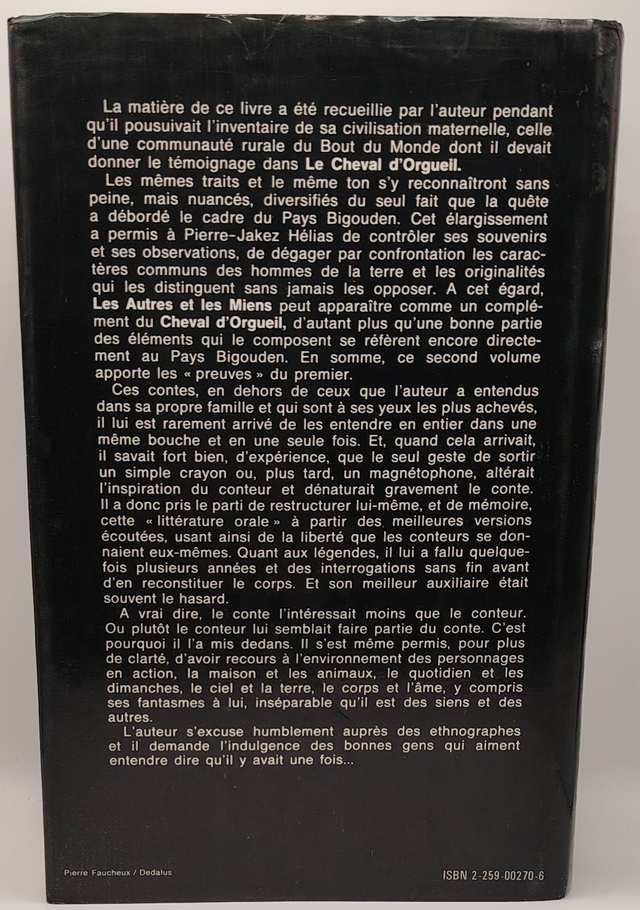 La matière de ce livre a été recueillie par l'auteur pendant
qu'il pousuivait l'inventaire de sa civilisation maternelle, celle
d'une communauté rurale du Bout du Monde dont il devait
donner le témoignage dans Le Cheval d'Orgueil.
Les mêmes traits et le même ton s'y reconnaîtront sans
peine, mais nuancés, diversifiés du seul fait que la quête
a débordé le cadre du Pays Bigouden. Cet élargissement
a permis à Pierre-Jakez Hélias de contrôler ses souvenirs
et ses observations, de dégager par confrontation les carac-
tères communs des hommes de la terre et les originalités
qui les distinguent sans jamais les opposer. A cet égard,
Les Autres et les Miens peut apparaître comme un complé-
ment du Cheval d'Orgueil, d'autant plus qu'une bonne partie
des éléments qui le composent se réfèrent encore directe-
ment au Pays Bigouden. En somme, ce second volume
apporte les « preuves » du premier.
Ces contes, en dehors de ceux que l'auteur a entendus
dans sa propre famille et qui sont à ses yeux les plus achevés,
il lui est rarement arrivé de les entendre en entier dans une
même bouche et en une seule fois. Et, quand cela arrivait,
il savait fort bien, d'expérience, que le seul geste de sortir
un simple crayon ou, plus tard, un magnétophone, altérait
l'inspiration du conteur et dénaturait gravement le conte.
Il a donc pris le parti de restructurer lui-même, et de mémoire,
cette « littérature orale » à partir des meilleures versions
écoutées, usant ainsi de la liberté que les conteurs se don-
naient eux-mêmes. Quant aux légendes, il lui a fallu quelque-
fois plusieurs années et des interrogations sans fin avant
d'en reconstituer le corps. Et son meilleur auxiliaire était
souvent le hasard.
A vrai dire, le conte l'intéressait moins que le conteur.
Ou plutôt le conteur lui semblait faire partie du conte. C'est
pourquoi il l'a mis dedans. Il s'est même permis, pour plus
de clarté, d'avoir recours à l'environnement des personnages
en action, la maison et les animaux, le quotidien et les
dimanches, le ciel et la terre, le corps et l'âme, y compris
ses fantasmes à lui, inséparable qu'il est des siens et des
autres.
L'auteur s'excuse humblement auprès des ethnographes
et il demande l'indulgence des bonnes gens qui aiment
entendre dire qu'il y avait une fois...
Pierre Faucheux / Dedalus
ISBN 2-259-00270-6